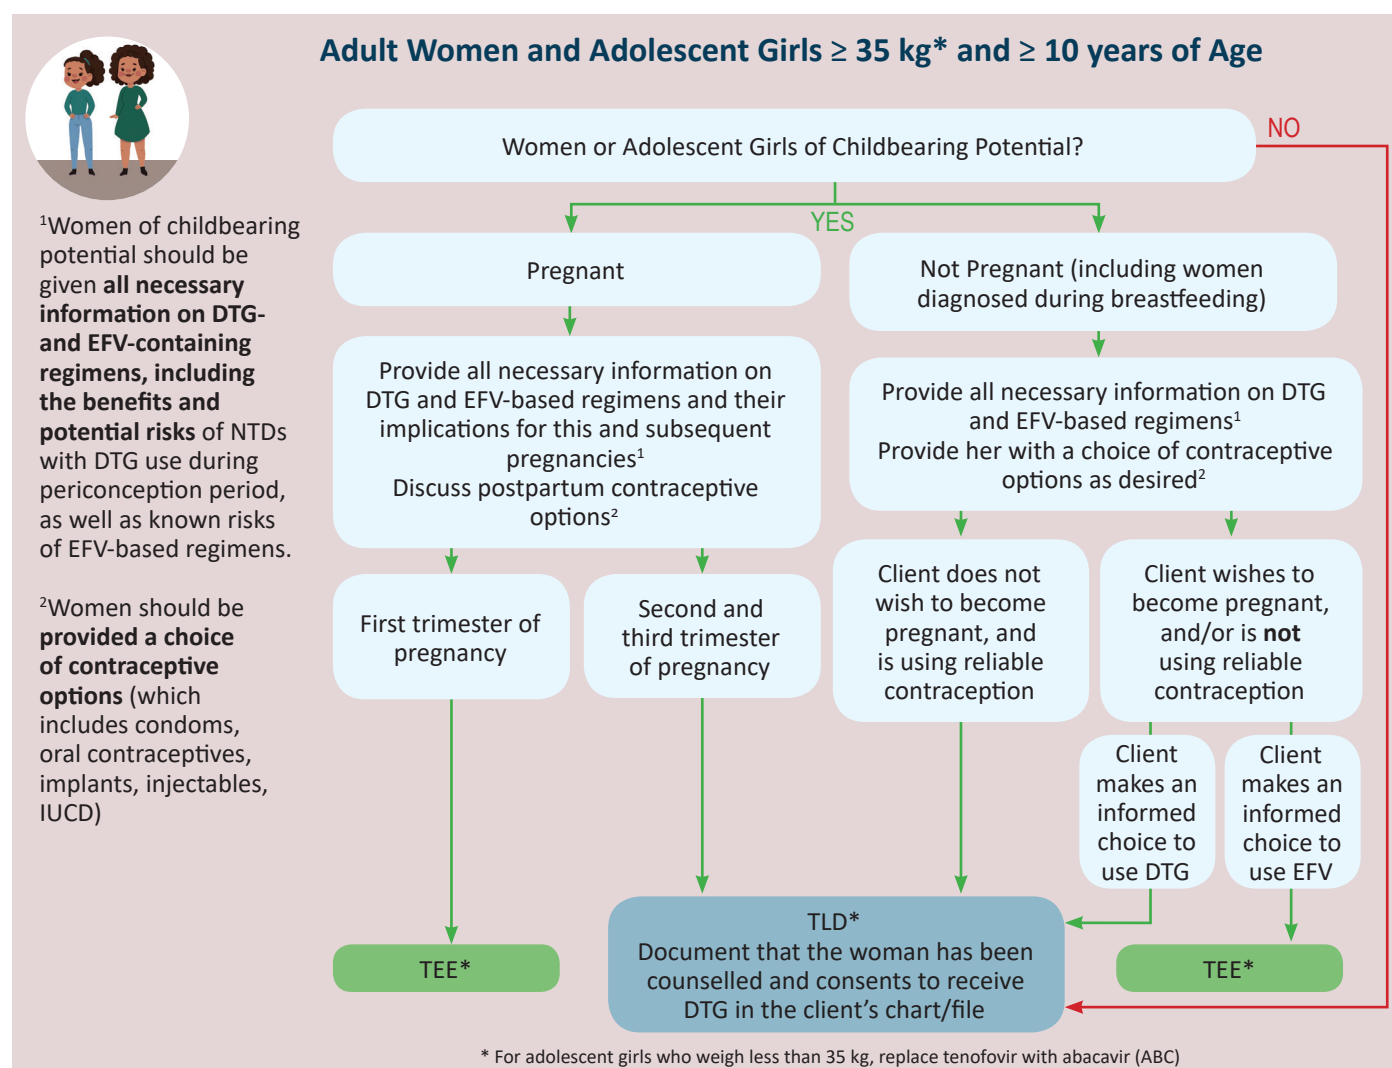 Adult Women and Adolescent Girls ≥ 35 kg* and ≥ 10 years of Age
Women or Adolescent Girls of Childbearing Potential?
NO
YES
¹Women of childbearing
potential should be
given all necessary
information on DTG-
and EFV-containing
regimens, including
the benefits and
potential risks of NTDs
with DTG use during
periconception period,
as well as known risks
of EFV-based regimens.
²Women should be
provided a choice
of contraceptive
options (which
includes condoms,
oral contraceptives,
implants, injectables,
IUCD)
Pregnant
Not Pregnant (including women
diagnosed during breastfeeding)
Provide all necessary information on
DTG and EFV-based regimens and their
implications for this and subsequent
pregnancies¹
Discuss postpartum contraceptive
options²
Provide all necessary information on DTG
and EFV-based regimens¹
Provide her with a choice of contraceptive
options as desired²
First trimester of
pregnancy
Second and
third trimester
of pregnancy
Client does not
wish to become
pregnant, and
is using reliable
contraception
Client wishes to
become pregnant,
and/or is not
using reliable
contraception
Client
makes an
informed
choice to
use DTG
Client
makes an
informed
choice to
use EFV
TEE*
TLD*
Document that the woman has been
counselled and consents to receive
DTG in the client's chart/file
TEE*
* For adolescent girls who weigh less than 35 kg, replace tenofovir with abacavir (ABC)